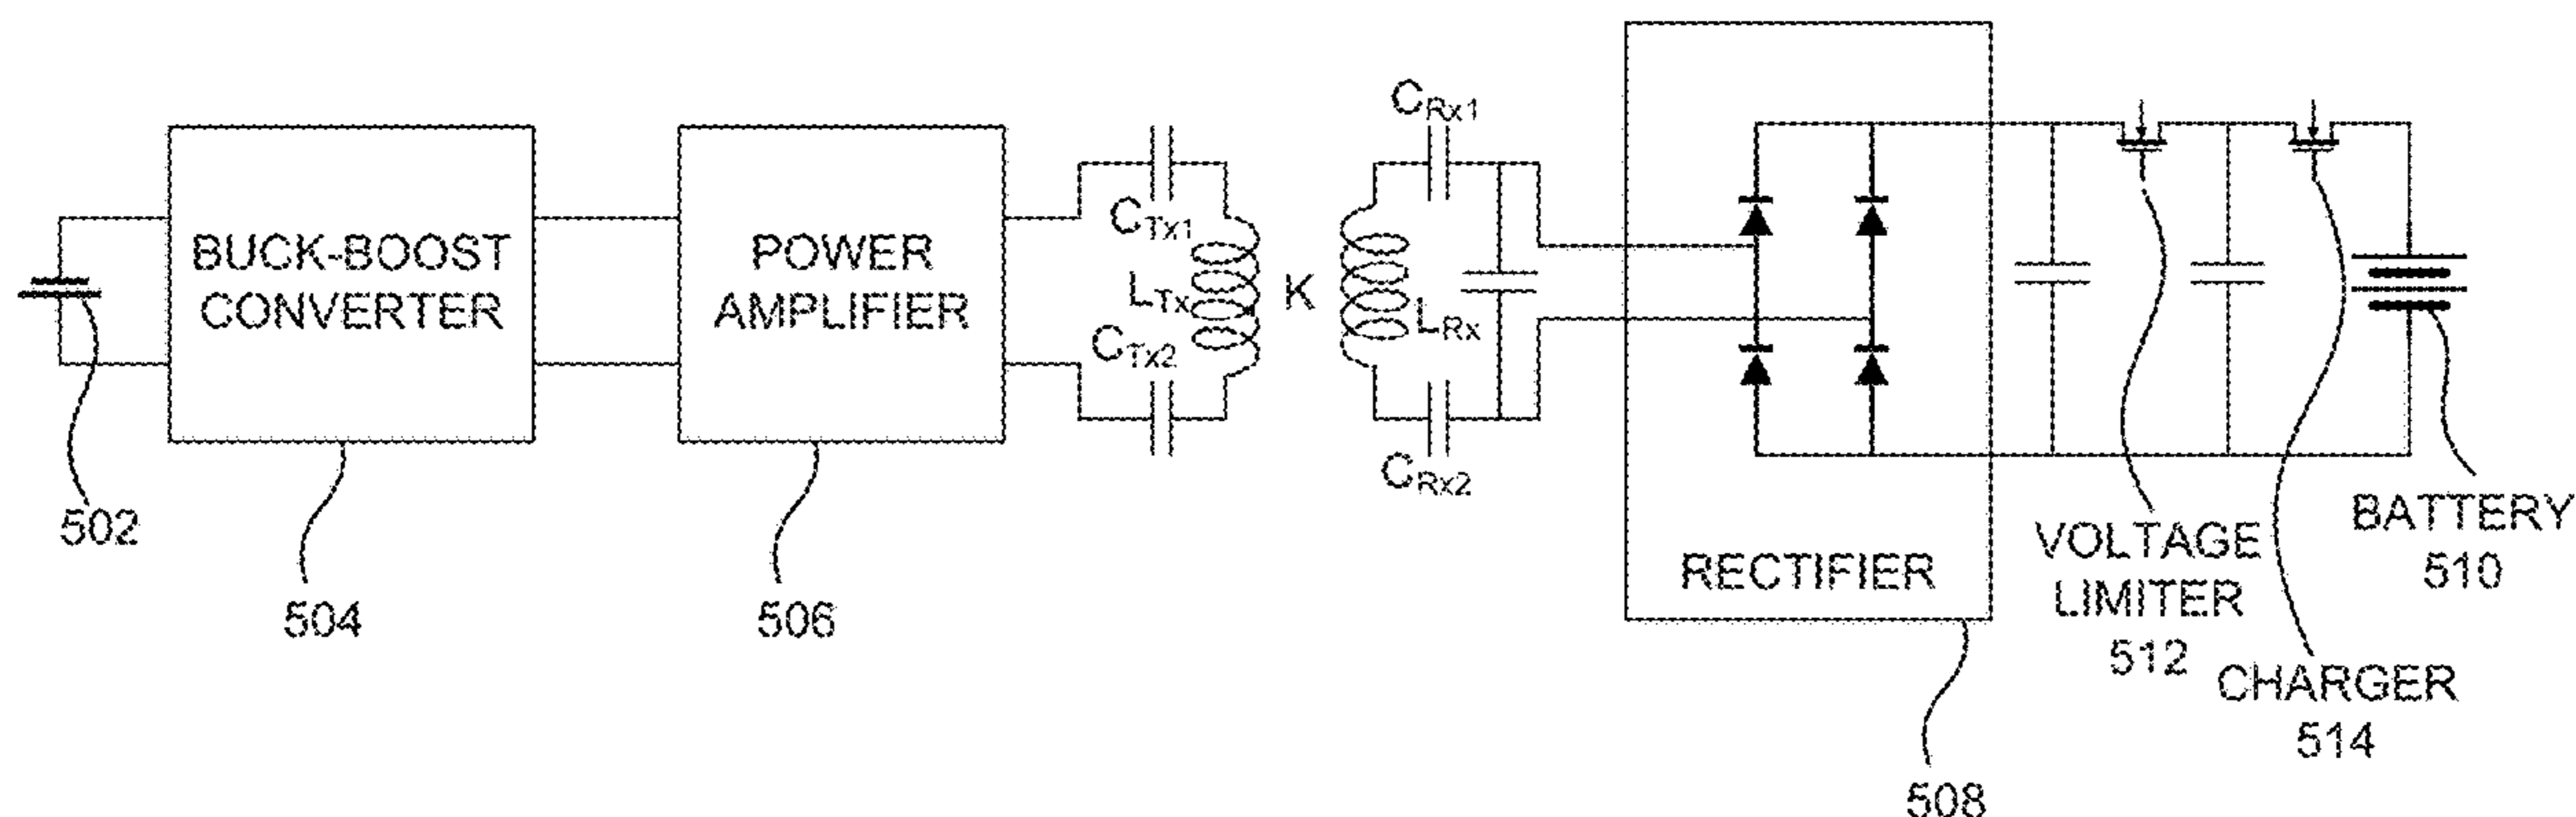 BUCK-BOOST
CONVERTER
POWER
AMPLIFIER
CTx1
LTx
CTx2
K
CRx1
LRx
CRx2
RECTIFIER
VOLTAGE
LIMITER
512
CHARGER
514
BATTERY
510
502
504
506
508